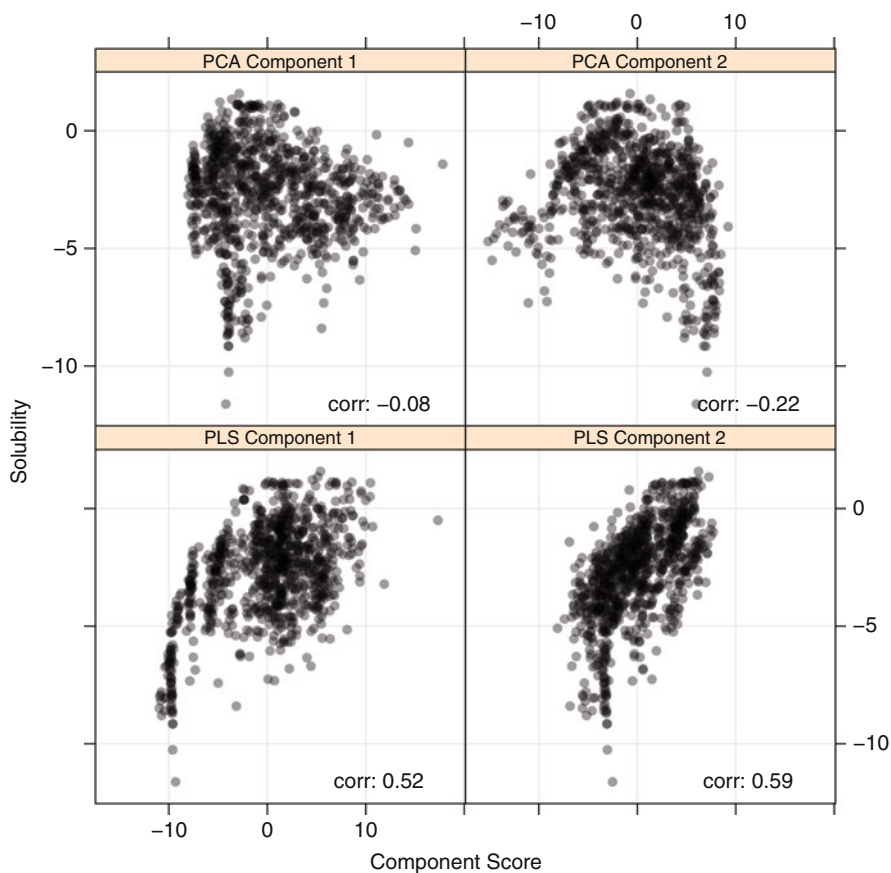 −10 0 10
PCA Component 1
PCA Component 2
0
−5
−10
corr: −0.08
corr: −0.22
Solubility
PLS Component 1
PLS Component 2
0
−5
−10
corr: 0.52
corr: 0.59
−10 0 10
Component Score